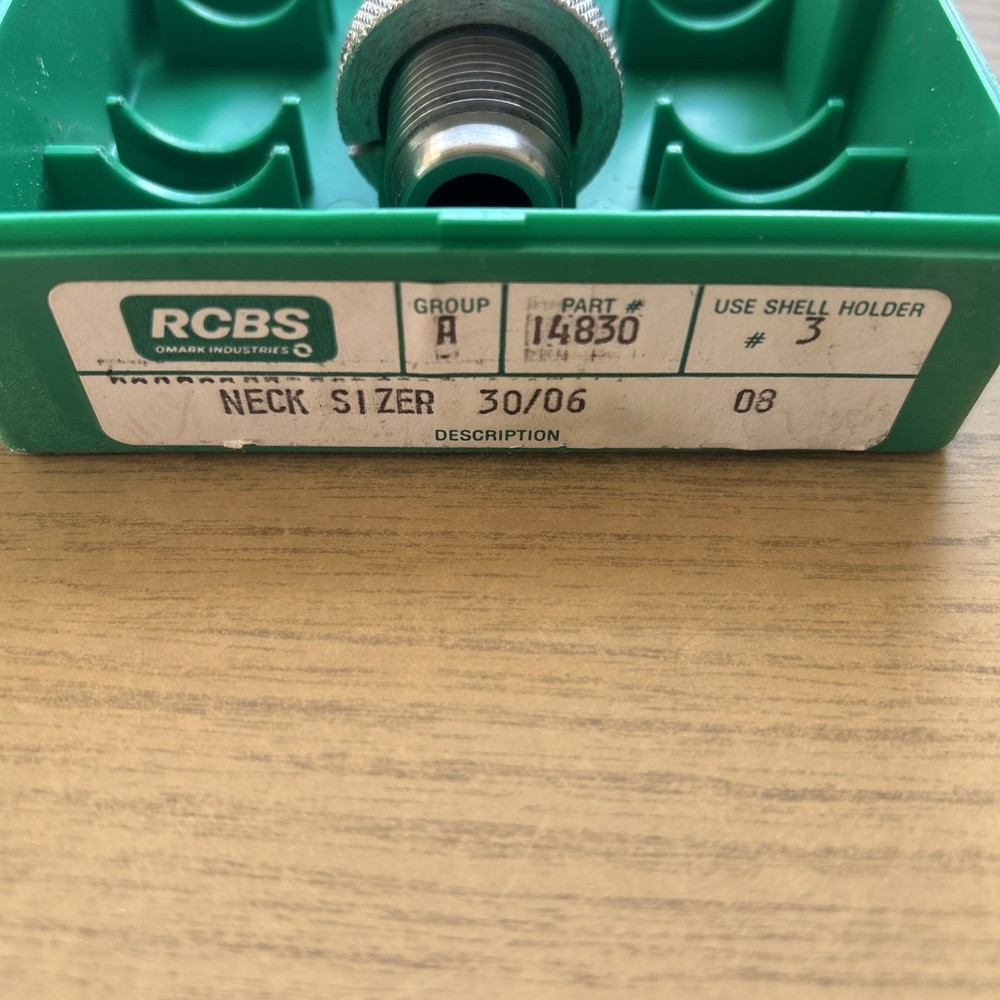 RCBS
OMARK INDUSTRIES
GROUP
A
PART #
14830
USE SHELL HOLDER
# 3
NECK SIZER 30/06 08
DESCRIPTION